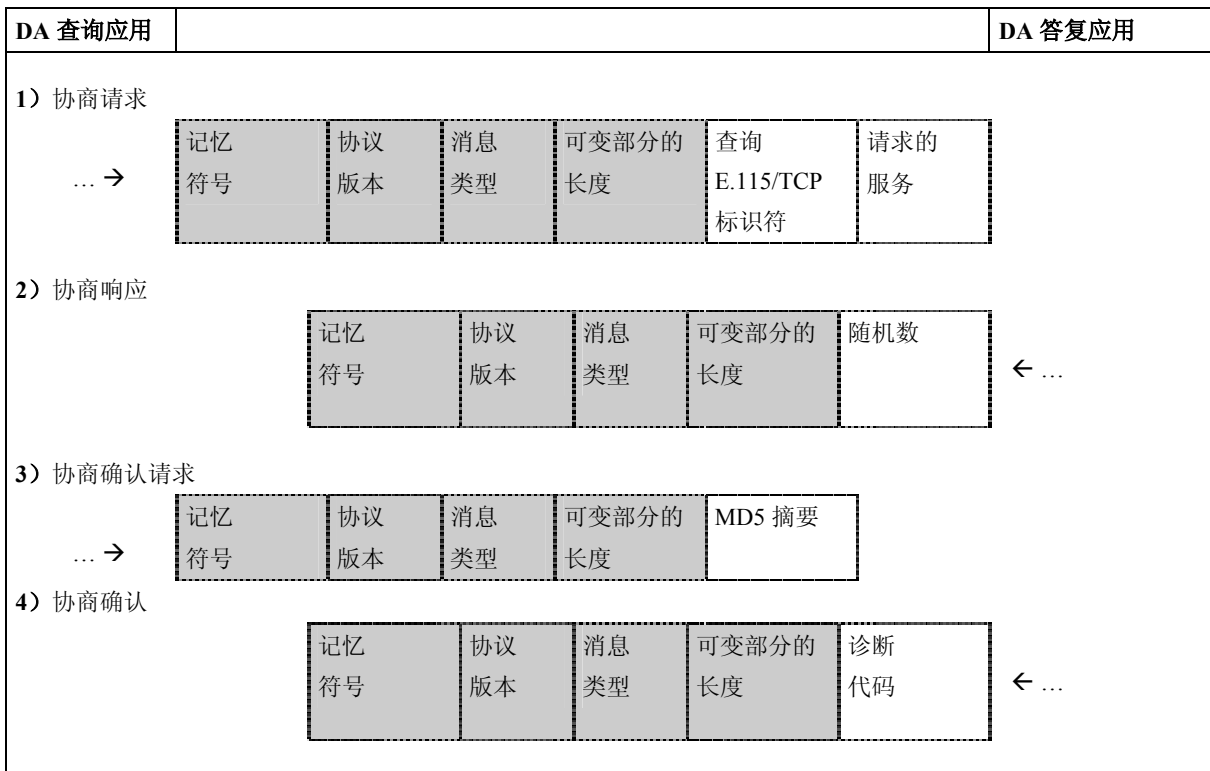 DA 查询应用 DA 答复应用
1）协商请求
记忆 协议 消息 可变部分的 查询 请求的
… → 符号 版本 类型 长度 E.115/TCP 服务
标识符
2）协商响应
记忆 协议 消息 可变部分的 随机数
符号 版本 类型 长度 ← …
3）协商确认请求
记忆 协议 消息 可变部分的 MD5 摘要
… → 符号 版本 类型 长度
4）协商确认
记忆 协议 消息 可变部分的 诊断
符号 版本 类型 长度 代码 ← …